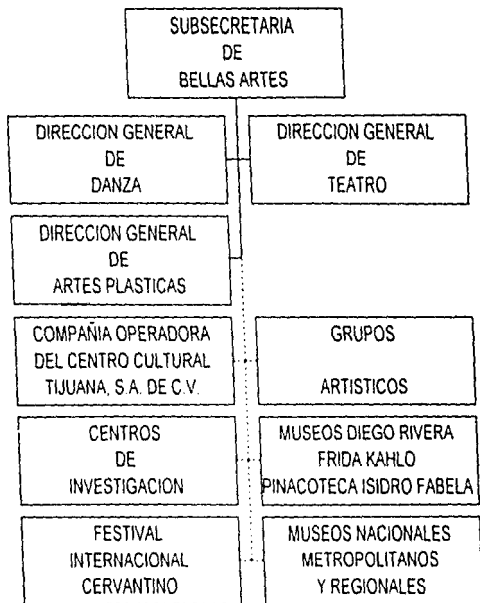 SUBSECRETARIA
DE
BELLAS ARTES
DIRECCION GENERAL
DE
DANZA
DIRECCION GENERAL
DE
TEATRO
DIRECCION GENERAL
DE
ARTES PLASTICAS
COMPAÑIA OPERADORA
DEL CENTRO CULTURAL
TIJUANA, S.A. DE C.V.
GRUPOS
ARTISTICOS
CENTROS
DE
INVESTIGACION
MUSEOS DIEGO RIVERA
FRIDA KAHLO
PINACOTECA ISIDRO FABELA
FESTIVAL
INTERNACIONAL
CERVANTINO
MUSEOS NACIONALES
METROPOLITANOS
Y REGIONALES